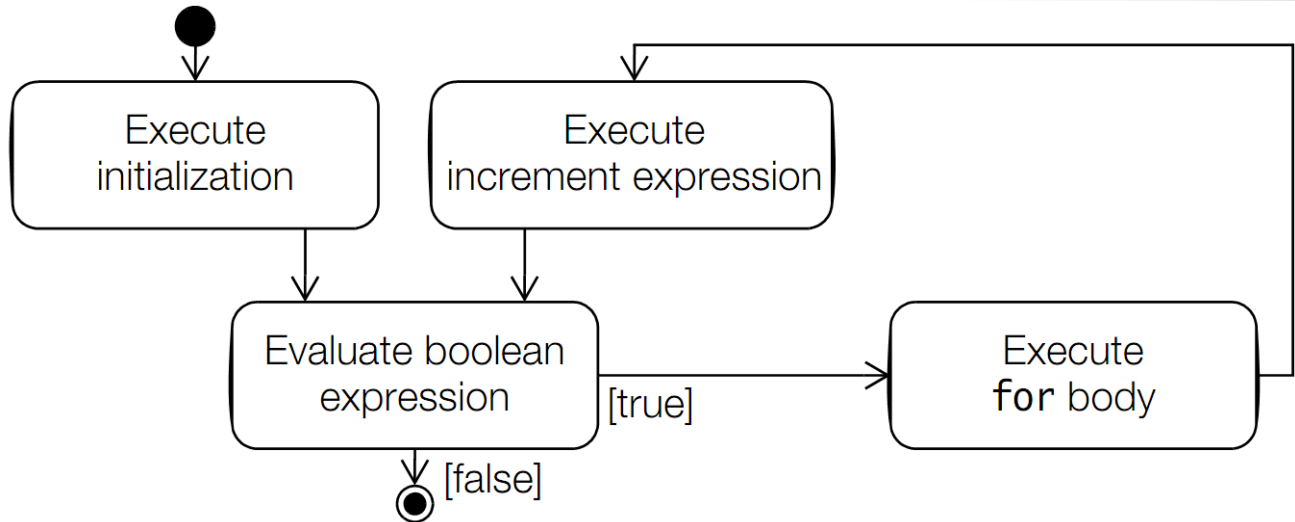 Execute
initialization
Execute
increment expression
Evaluate boolean
expression
[true]
Execute
for body
[false]